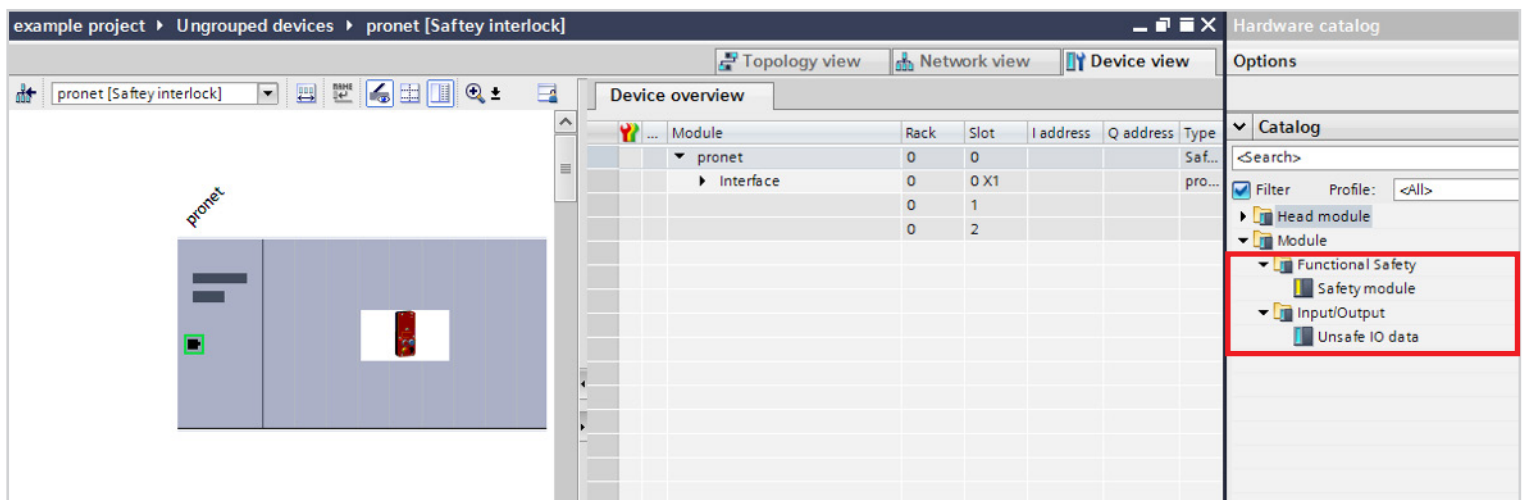 example project ▸ Ungrouped devices ▸ pronet [Saftey interlock]
Hardware catalog
Topology view Network view Device view
Options
pronet [Saftey interlock]
Device overview
... Module Rack Slot I address Q address Type
pronet 0 0 Saf...
Interface 0 0 X1 pro...
0 1
0 2
pronet
Catalog
<Search>
Filter Profile: <All>
Head module
Module
Functional Safety
Safety module
Input/Output
Unsafe IO data